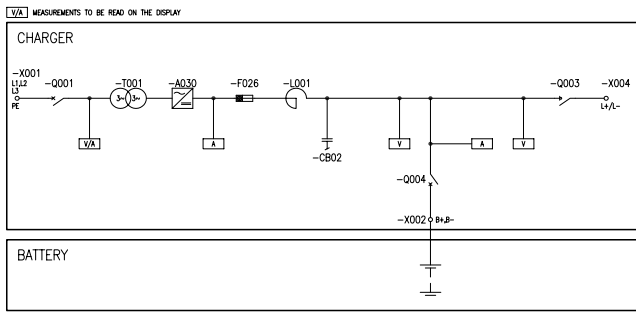 V/A MEASUREMENTS TO BE READ ON THE DISPLAY
CHARGER
-X001
L1,L2
L3
PE
-Q001
-T001
3~ 3~
-A030
-F026
-L001
-Q003
-X004
L+/L-
V/A
A
-CB02
V
A
V
-Q004
-X002
B+,B-
BATTERY